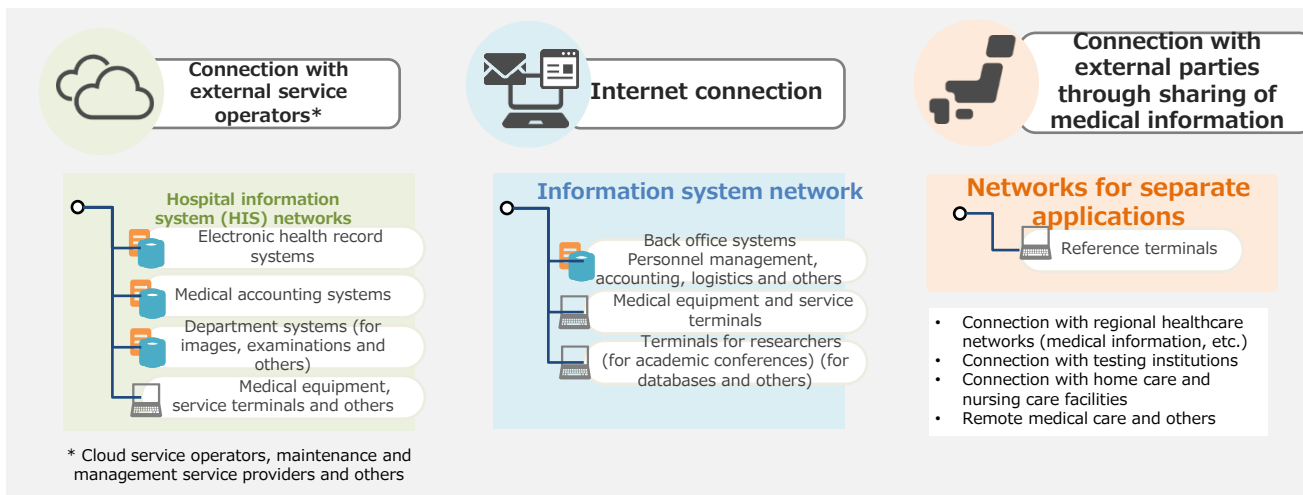 Connection with
external service
operators*
Hospital information
system (HIS) networks
Electronic health record
systems
Medical accounting systems
Department systems (for
images, examinations and
others)
Medical equipment,
service terminals and others
* Cloud service operators, maintenance and
management service providers and others
Internet connection
Information system network
Back office systems
Personnel management,
accounting, logistics and others
Medical equipment and service
terminals
Terminals for researchers
(for academic conferences) (for
databases and others)
Connection with
external parties
through sharing of
medical information
Networks for separate
applications
Reference terminals
• Connection with regional healthcare
networks (medical information, etc.)
• Connection with testing institutions
• Connection with home care and
nursing care facilities
• Remote medical care and others